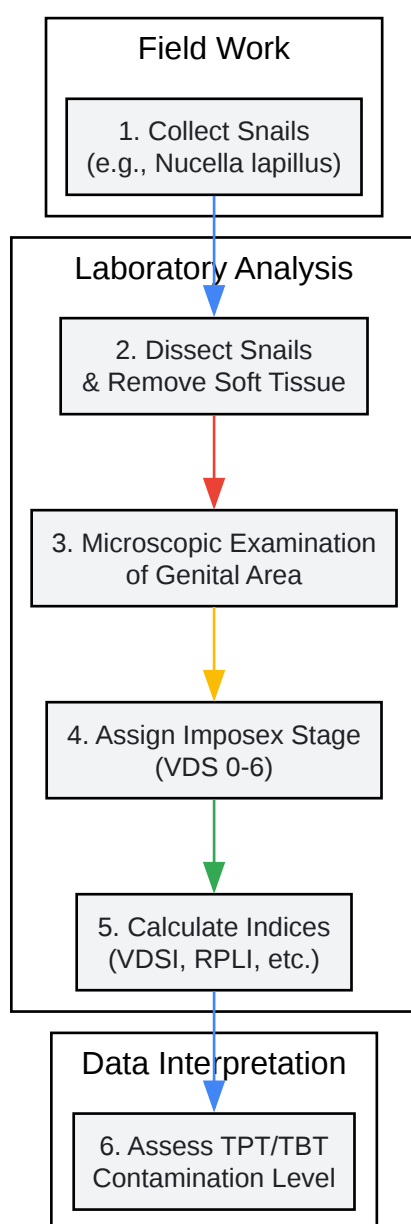 Field Work
1. Collect Snails
(e.g., Nucella lapillus)
Laboratory Analysis
2. Dissect Snails
& Remove Soft Tissue
3. Microscopic Examination
of Genital Area
4. Assign Imposex Stage
(VDS 0-6)
5. Calculate Indices
(VDSI, RPLI, etc.)
Data Interpretation
6. Assess TPT/TBT
Contamination Level